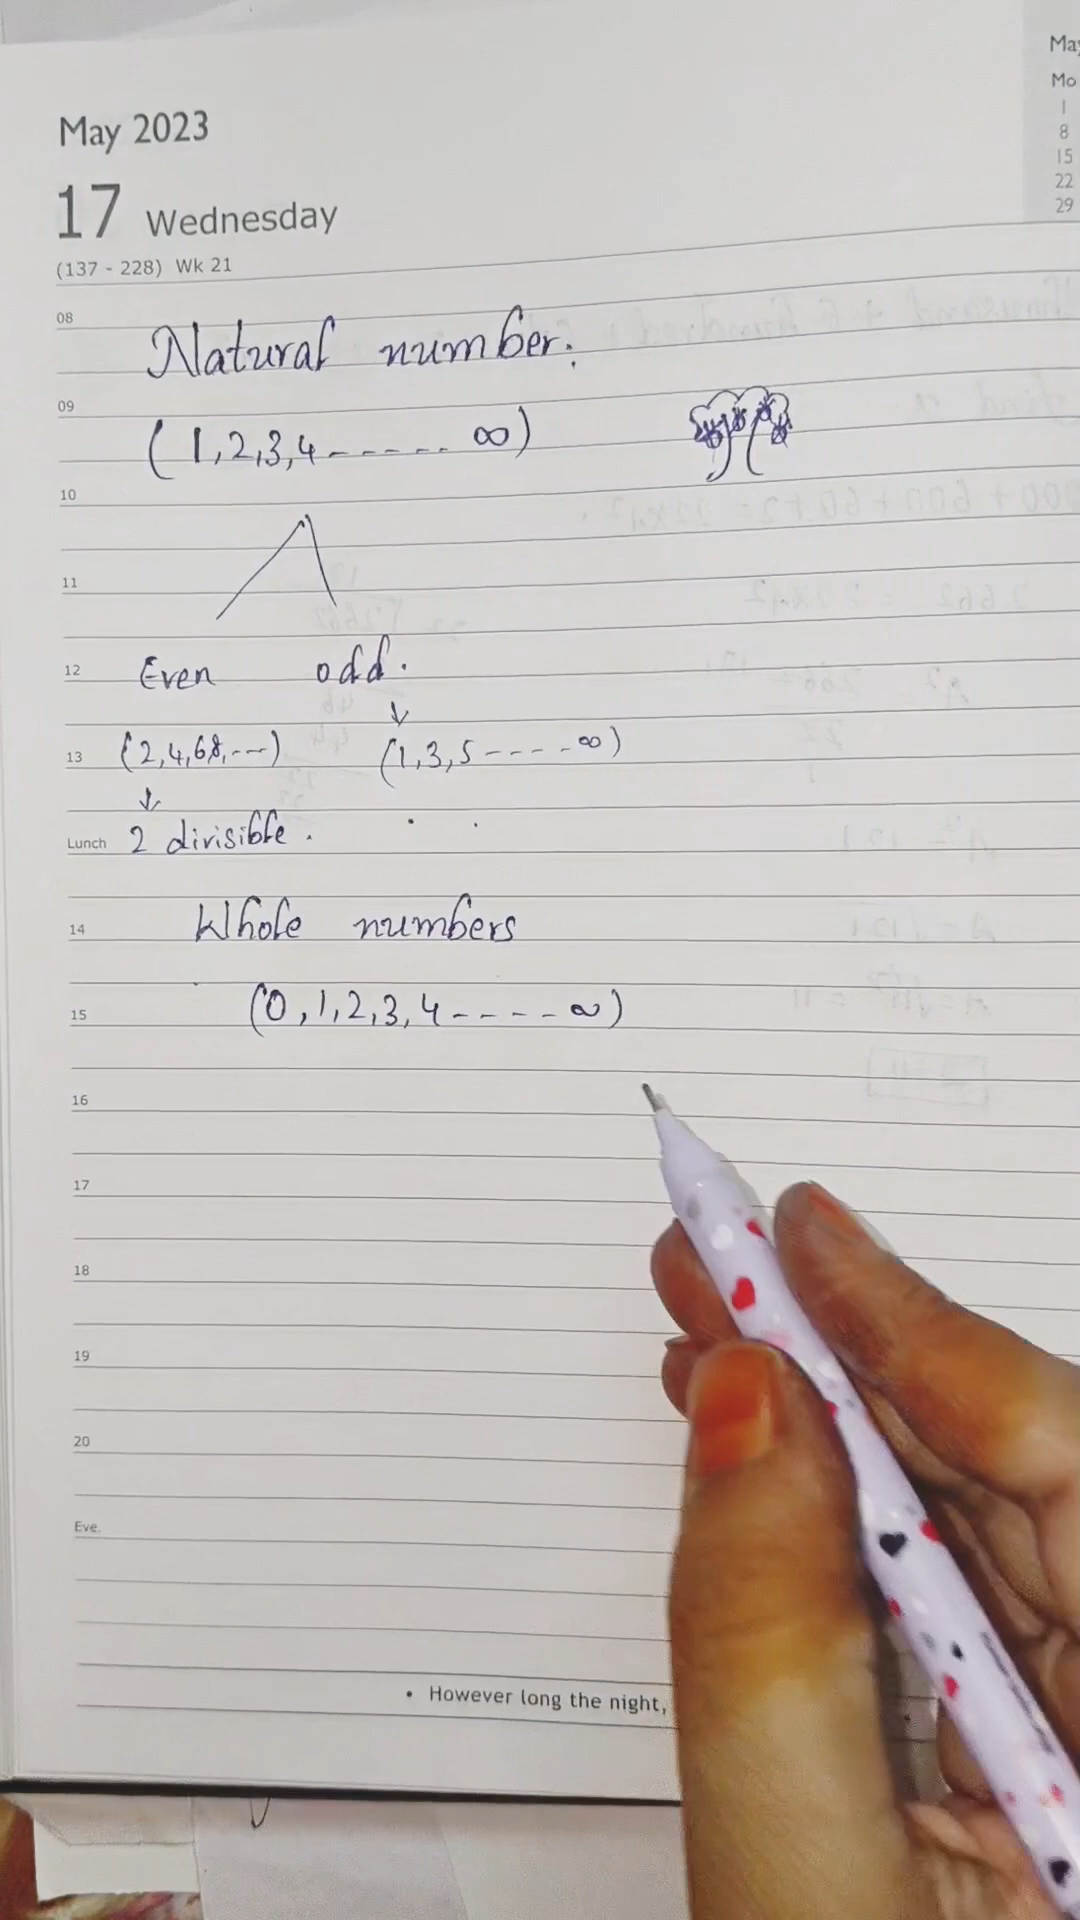 May
Mo
1
8
15
22
29
May 2023
17 Wednesday
(137 - 228) Wk 21
08
Natural number.
09
(1,2,3,4------ ∞)
10
11
12
Even odd.
↓
13
(2,4,68,---) (1,3,5-----∞)
↓
Lunch
2 divisible.
14
Whole numbers
15
(0,1,2,3,4-----∞)
16
17
18
19
20
Eve.
• However long the night,